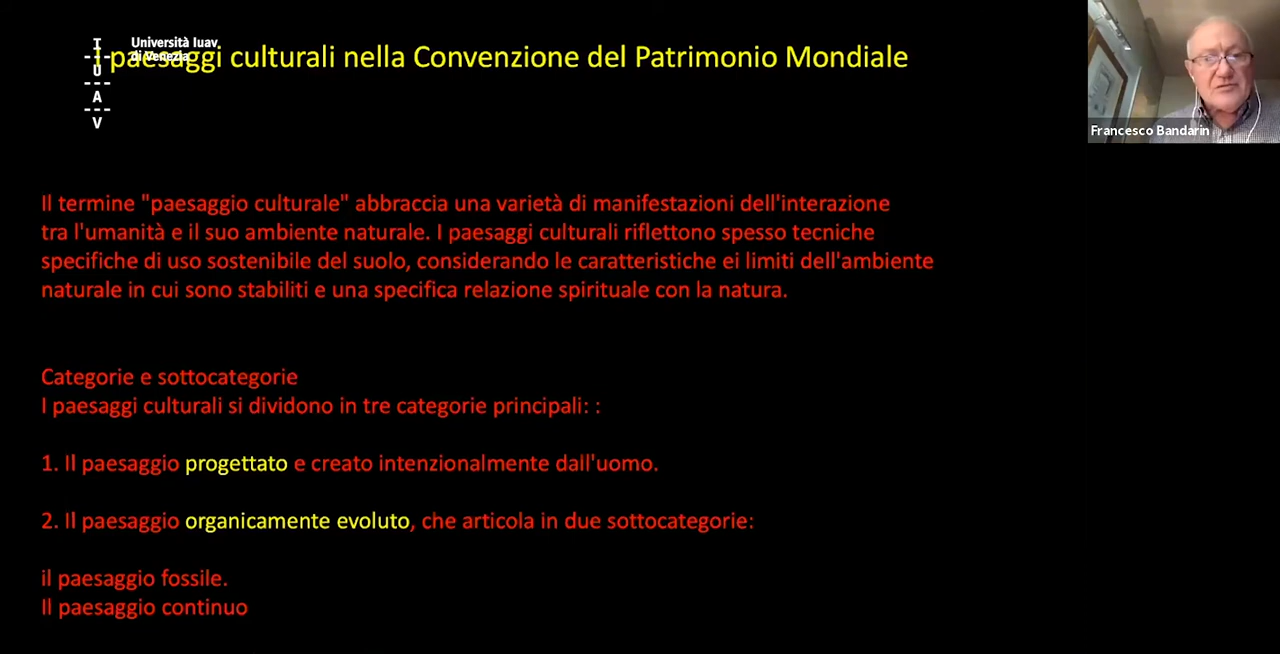 Università Iuav
di Venezia
I
U
A
V
I paesaggi culturali nella Convenzione del Patrimonio Mondiale
Francesco Bandarin
Il termine "paesaggio culturale" abbraccia una varietà di manifestazioni dell'interazione
tra l'umanità e il suo ambiente naturale. I paesaggi culturali riflettono spesso tecniche
specifiche di uso sostenibile del suolo, considerando le caratteristiche ei limiti dell'ambiente
naturale in cui sono stabiliti e una specifica relazione spirituale con la natura.
Categorie e sottocategorie
I paesaggi culturali si dividono in tre categorie principali: :
1. Il paesaggio progettato e creato intenzionalmente dall'uomo.
2. Il paesaggio organicamente evoluto, che articola in due sottocategorie:
il paesaggio fossile.
Il paesaggio continuo